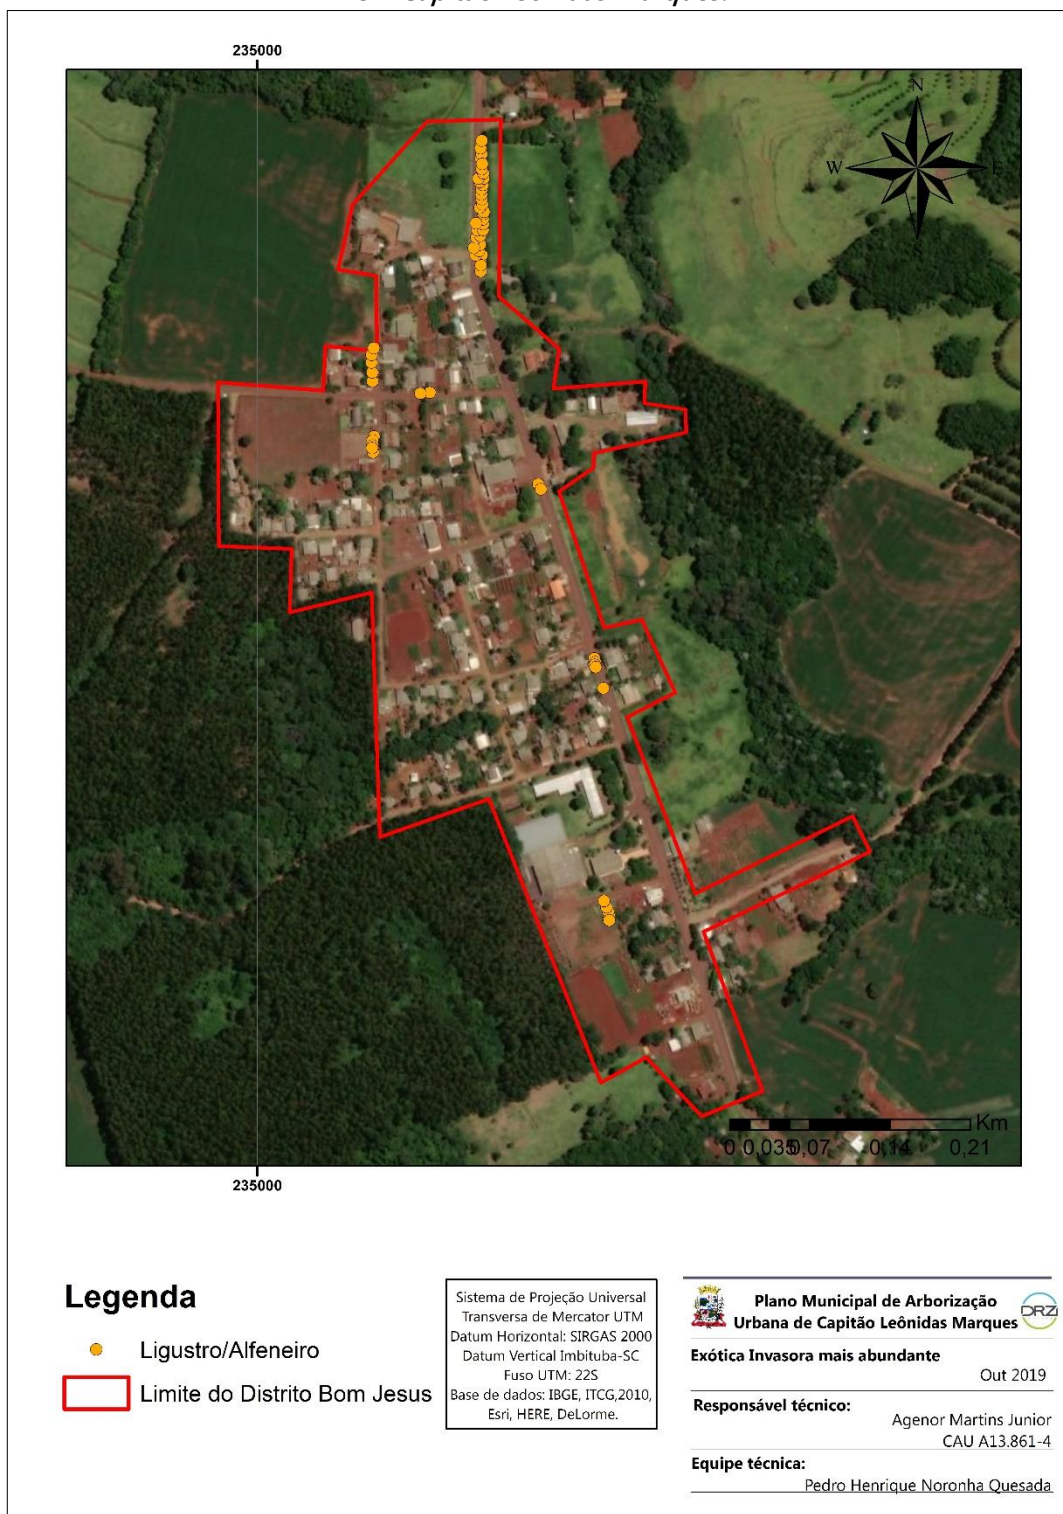 235000
N
W
E
Km
0 0,035 0,07 0,14 0,21
235000
Legenda
Ligustro/Alfeneiro
Limite do Distrito Bom Jesus
Sistema de Projeção Universal
Transversa de Mercator UTM
Datum Horizontal: SIRGAS 2000
Datum Vertical Imbituba-SC
Fuso UTM: 22S
Base de dados: IBGE, ITCG,2010,
Esri, HERE, DeLorme.
Plano Municipal de Arborização
Urbana de Capitão Leônidas Marques
DRZ
Exótica Invasora mais abundante
Out 2019
Responsável técnico:
Agenor Martins Junior
CAU A13.861-4
Equipe técnica:
Pedro Henrique Noronha Quesada